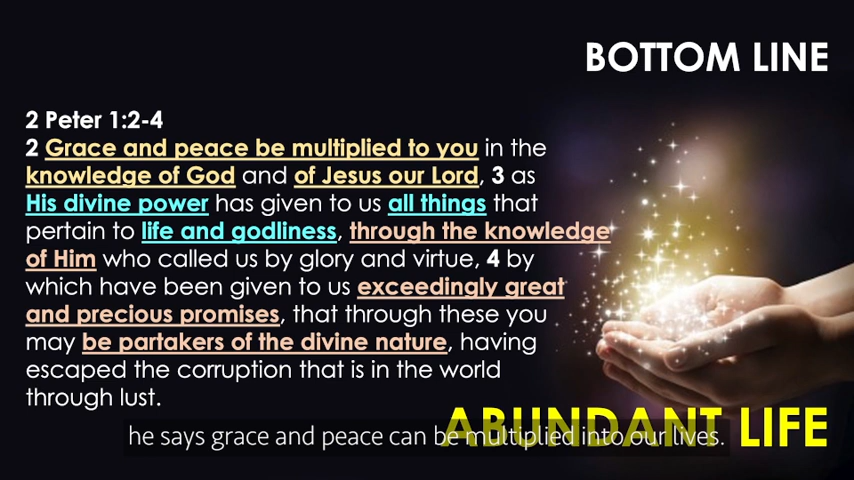 BOTTOM LINE
2 Peter 1:2-4
2 Grace and peace be multiplied to you in the
knowledge of God and of Jesus our Lord, 3 as
His divine power has given to us all things that
pertain to life and godliness, through the knowledge
of Him who called us by glory and virtue, 4 by
which have been given to us exceedingly great
and precious promises, that through these you
may be partakers of the divine nature, having
escaped the corruption that is in the world
through lust.
ABUNDANT LIFE
he says grace and peace can be multiplied into our lives.